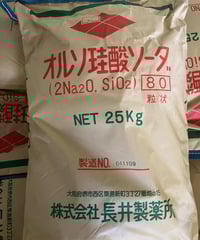 オルソ珪酸ソーダ
(2Na2O, SiO2) 80
粒状
NET 25Kg
製造NO. 041109
株式会社 長井製薬所